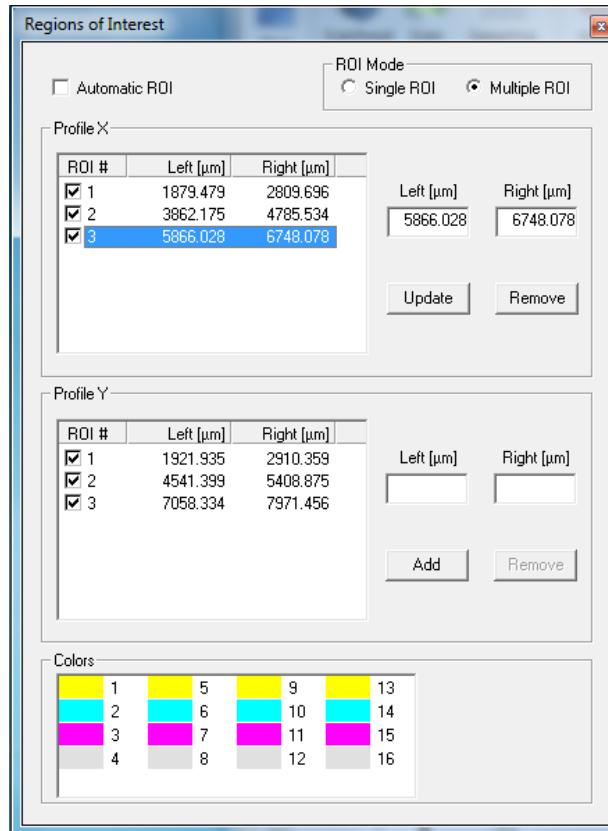 Regions of Interest
x
Automatic ROI
ROI Mode
Single ROI Multiple ROI
Profile X
ROI # Left [µm] Right [µm]
1 1879.479 2809.696
2 3862.175 4785.534
3 5866.028 6748.078
Left [µm] Right [µm]
5866.028 6748.078
Update Remove
Profile Y
ROI # Left [µm] Right [µm]
1 1921.935 2910.359
2 4541.399 5408.875
3 7058.334 7971.456
Left [µm] Right [µm]
Add Remove
Colors
1 5 9 13
2 6 10 14
3 7 11 15
4 8 12 16